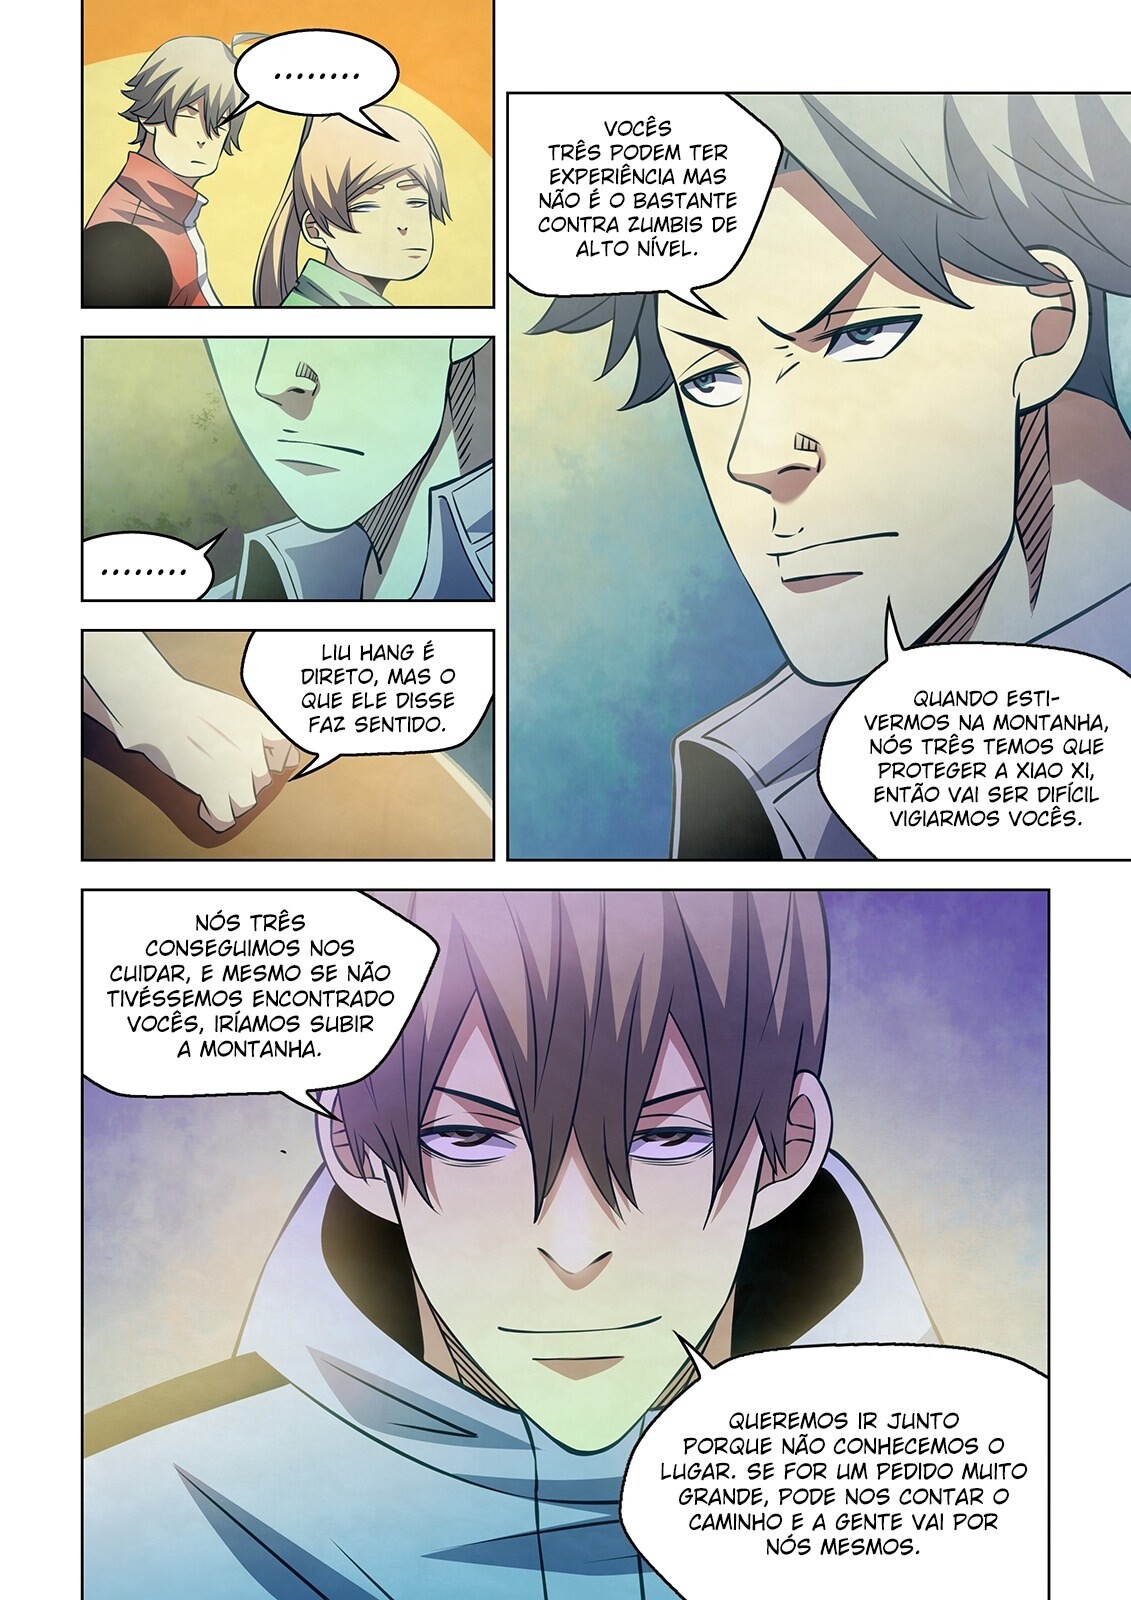 ........
VOCÊS
TRÊS PODEM TER
EXPERIÊNCIA MAS
NÃO É O BASTANTE
CONTRA ZUMBIS DE
ALTO NÍVEL.
QUANDO ESTI-
VERMOS NA MONTANHA,
NÓS TRÊS TEMOS QUE
PROTEGER A XIAO XI,
ENTÃO VAI SER DIFÍCIL
VIGIARMOS VOCÊS.
........
LIU HANG É
DIRETO, MAS O
QUE ELE DISSE
FAZ SENTIDO.
NÓS TRÊS
CONSEGUIMOS NOS
CUIDAR, E MESMO SE NÃO
TIVÉSSEMOS ENCONTRADO
VOCÊS, IRÍAMOS SUBIR
A MONTANHA.
QUEREMOS IR JUNTO
PORQUE NÃO CONHECEMOS O
LUGAR. SE FOR UM PEDIDO MUITO
GRANDE, PODE NOS CONTAR O
CAMINHO E A GENTE VAI POR
NÓS MESMOS.